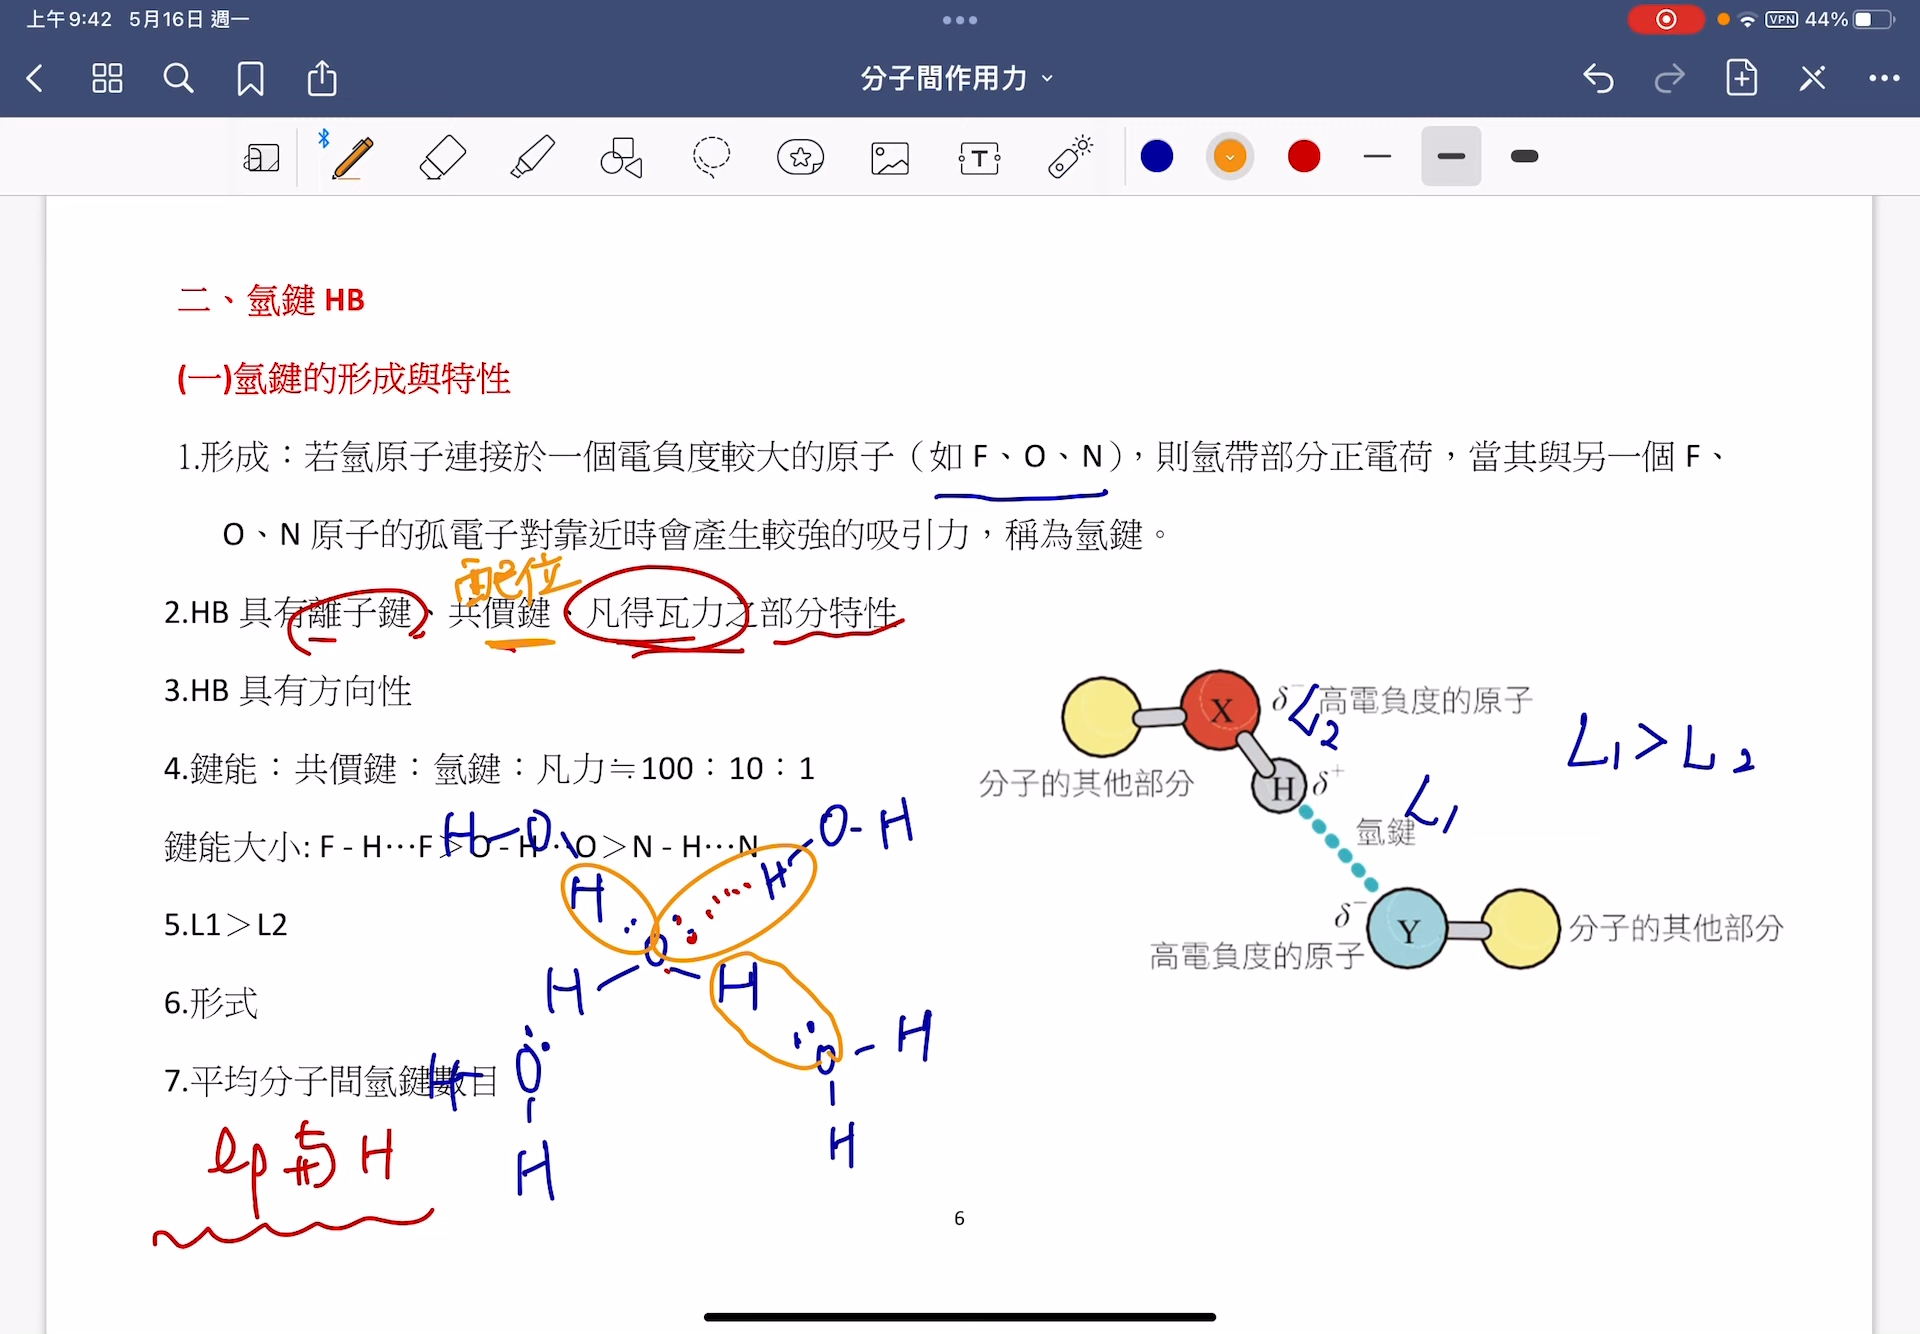 上午9:42 5月16日 週一
VPN 44%
分子間作用力
二、氫鍵 HB
(一)氫鍵的形成與特性
1.形成：若氫原子連接於一個電負度較大的原子（如 F、O、N），則氫帶部分正電荷，當其與另一個 F、
O、N 原子的孤電子對靠近時會產生較強的吸引力，稱為氫鍵。
配位
2.HB 具有離子鍵、共價鍵、凡得瓦力之部分特性
3.HB 具有方向性
4.鍵能：共價鍵：氫鍵：凡力≒100：10：1
鍵能大小: F - H⋯F＞O - H⋯O＞N - H⋯N
5.L1＞L2
6.形式
7.平均分子間氫鍵數目
lp 與 H
H-O
H
H
O-H
O
H
H
O-H
H
H-O
H
X
δ⁻ 高電負度的原子
L2
L1>L2
分子的其他部分
H δ⁺
L1
氫鍵
δ⁻
Y
分子的其他部分
高電負度的原子
6